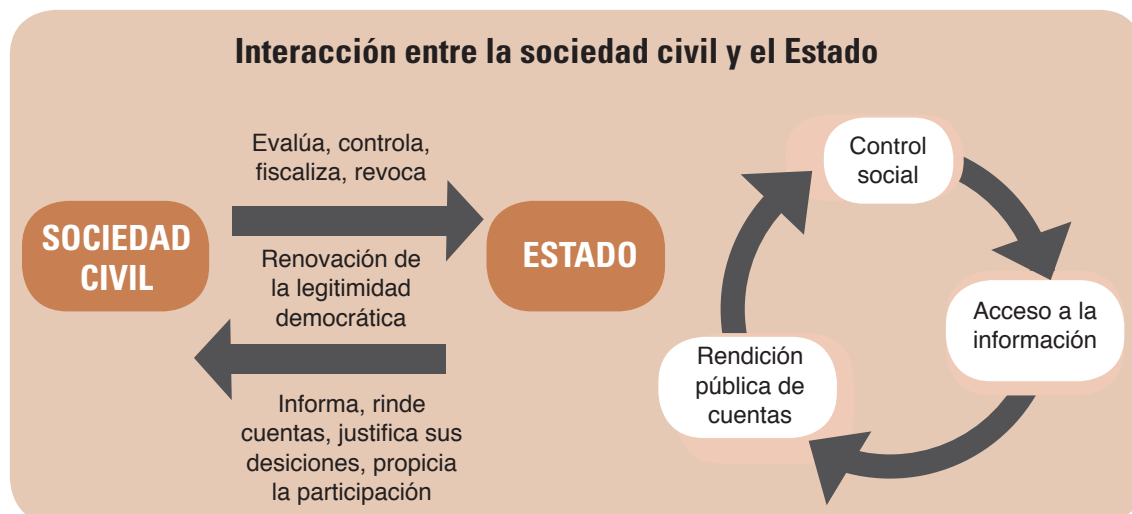 Interacción entre la sociedad civil y el Estado
Evalúa, controla,
fiscaliza, revoca
SOCIEDAD
CIVIL
ESTADO
Renovación de
la legitimidad
democrática
Informa, rinde
cuentas, justifica sus
desiciones, propicia
la participación
Control
social
Acceso a la
información
Rendición
pública de
cuentas